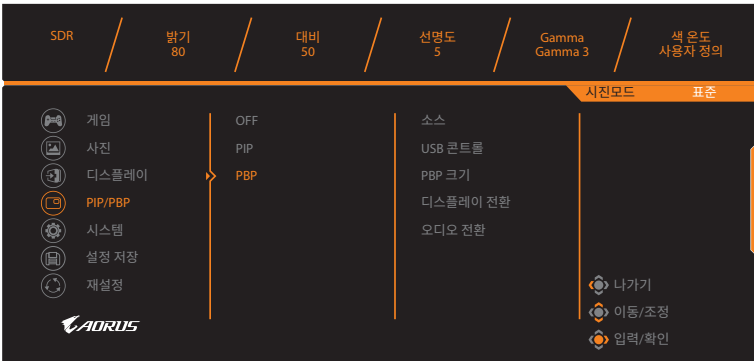 SDR
밝기
80
대비
50
선명도
5
Gamma
Gamma 3
색 온도
사용자 정의
시진모드
표준
게임
사진
디스플레이
PIP/PBP
시스템
설정 저장
재설정
OFF
PIP
PBP
소스
USB 콘트롤
PBP 크기
디스플레이 전환
오디오 전환
나가기
이동/조정
입력/확인
AORUS